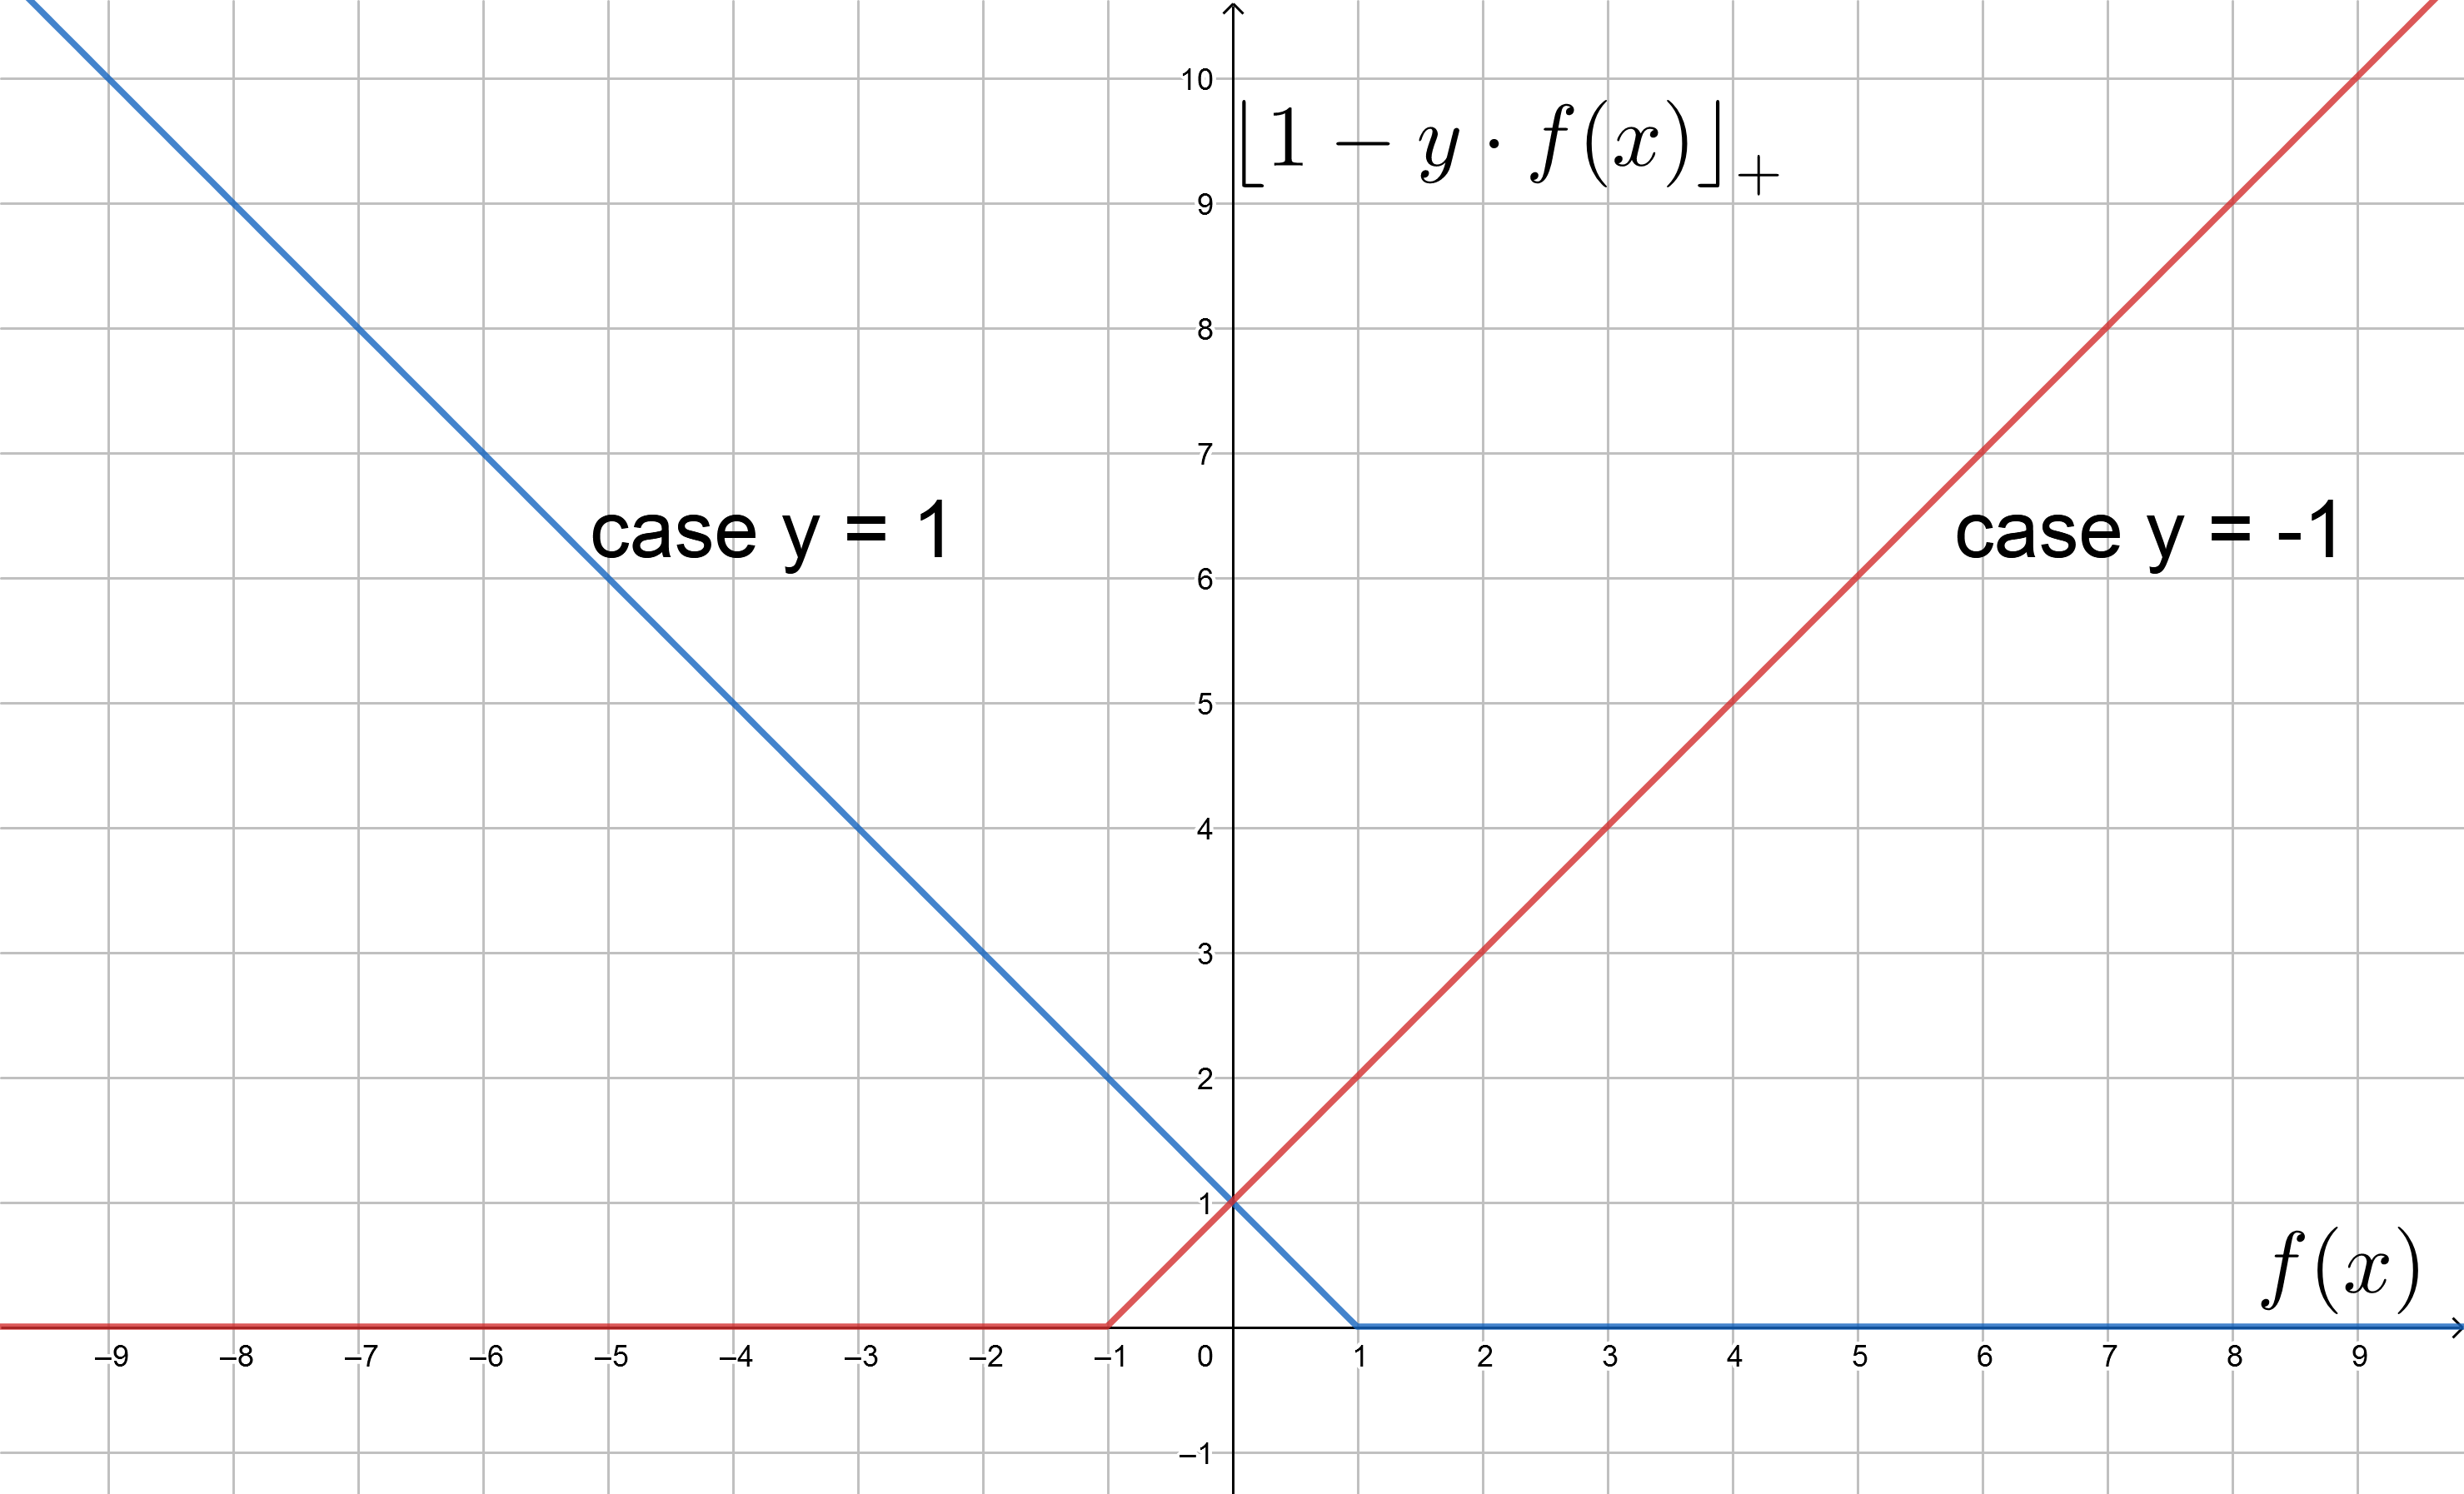 10
⌊1 − y · f(x)⌋₊
9
8
7
case y = 1
case y = -1
6
5
4
3
2
1
f(x)
–9 –8 –7 –6 –5 –4 –3 –2 –1 0 1 2 3 4 5 6 7 8 9
–1